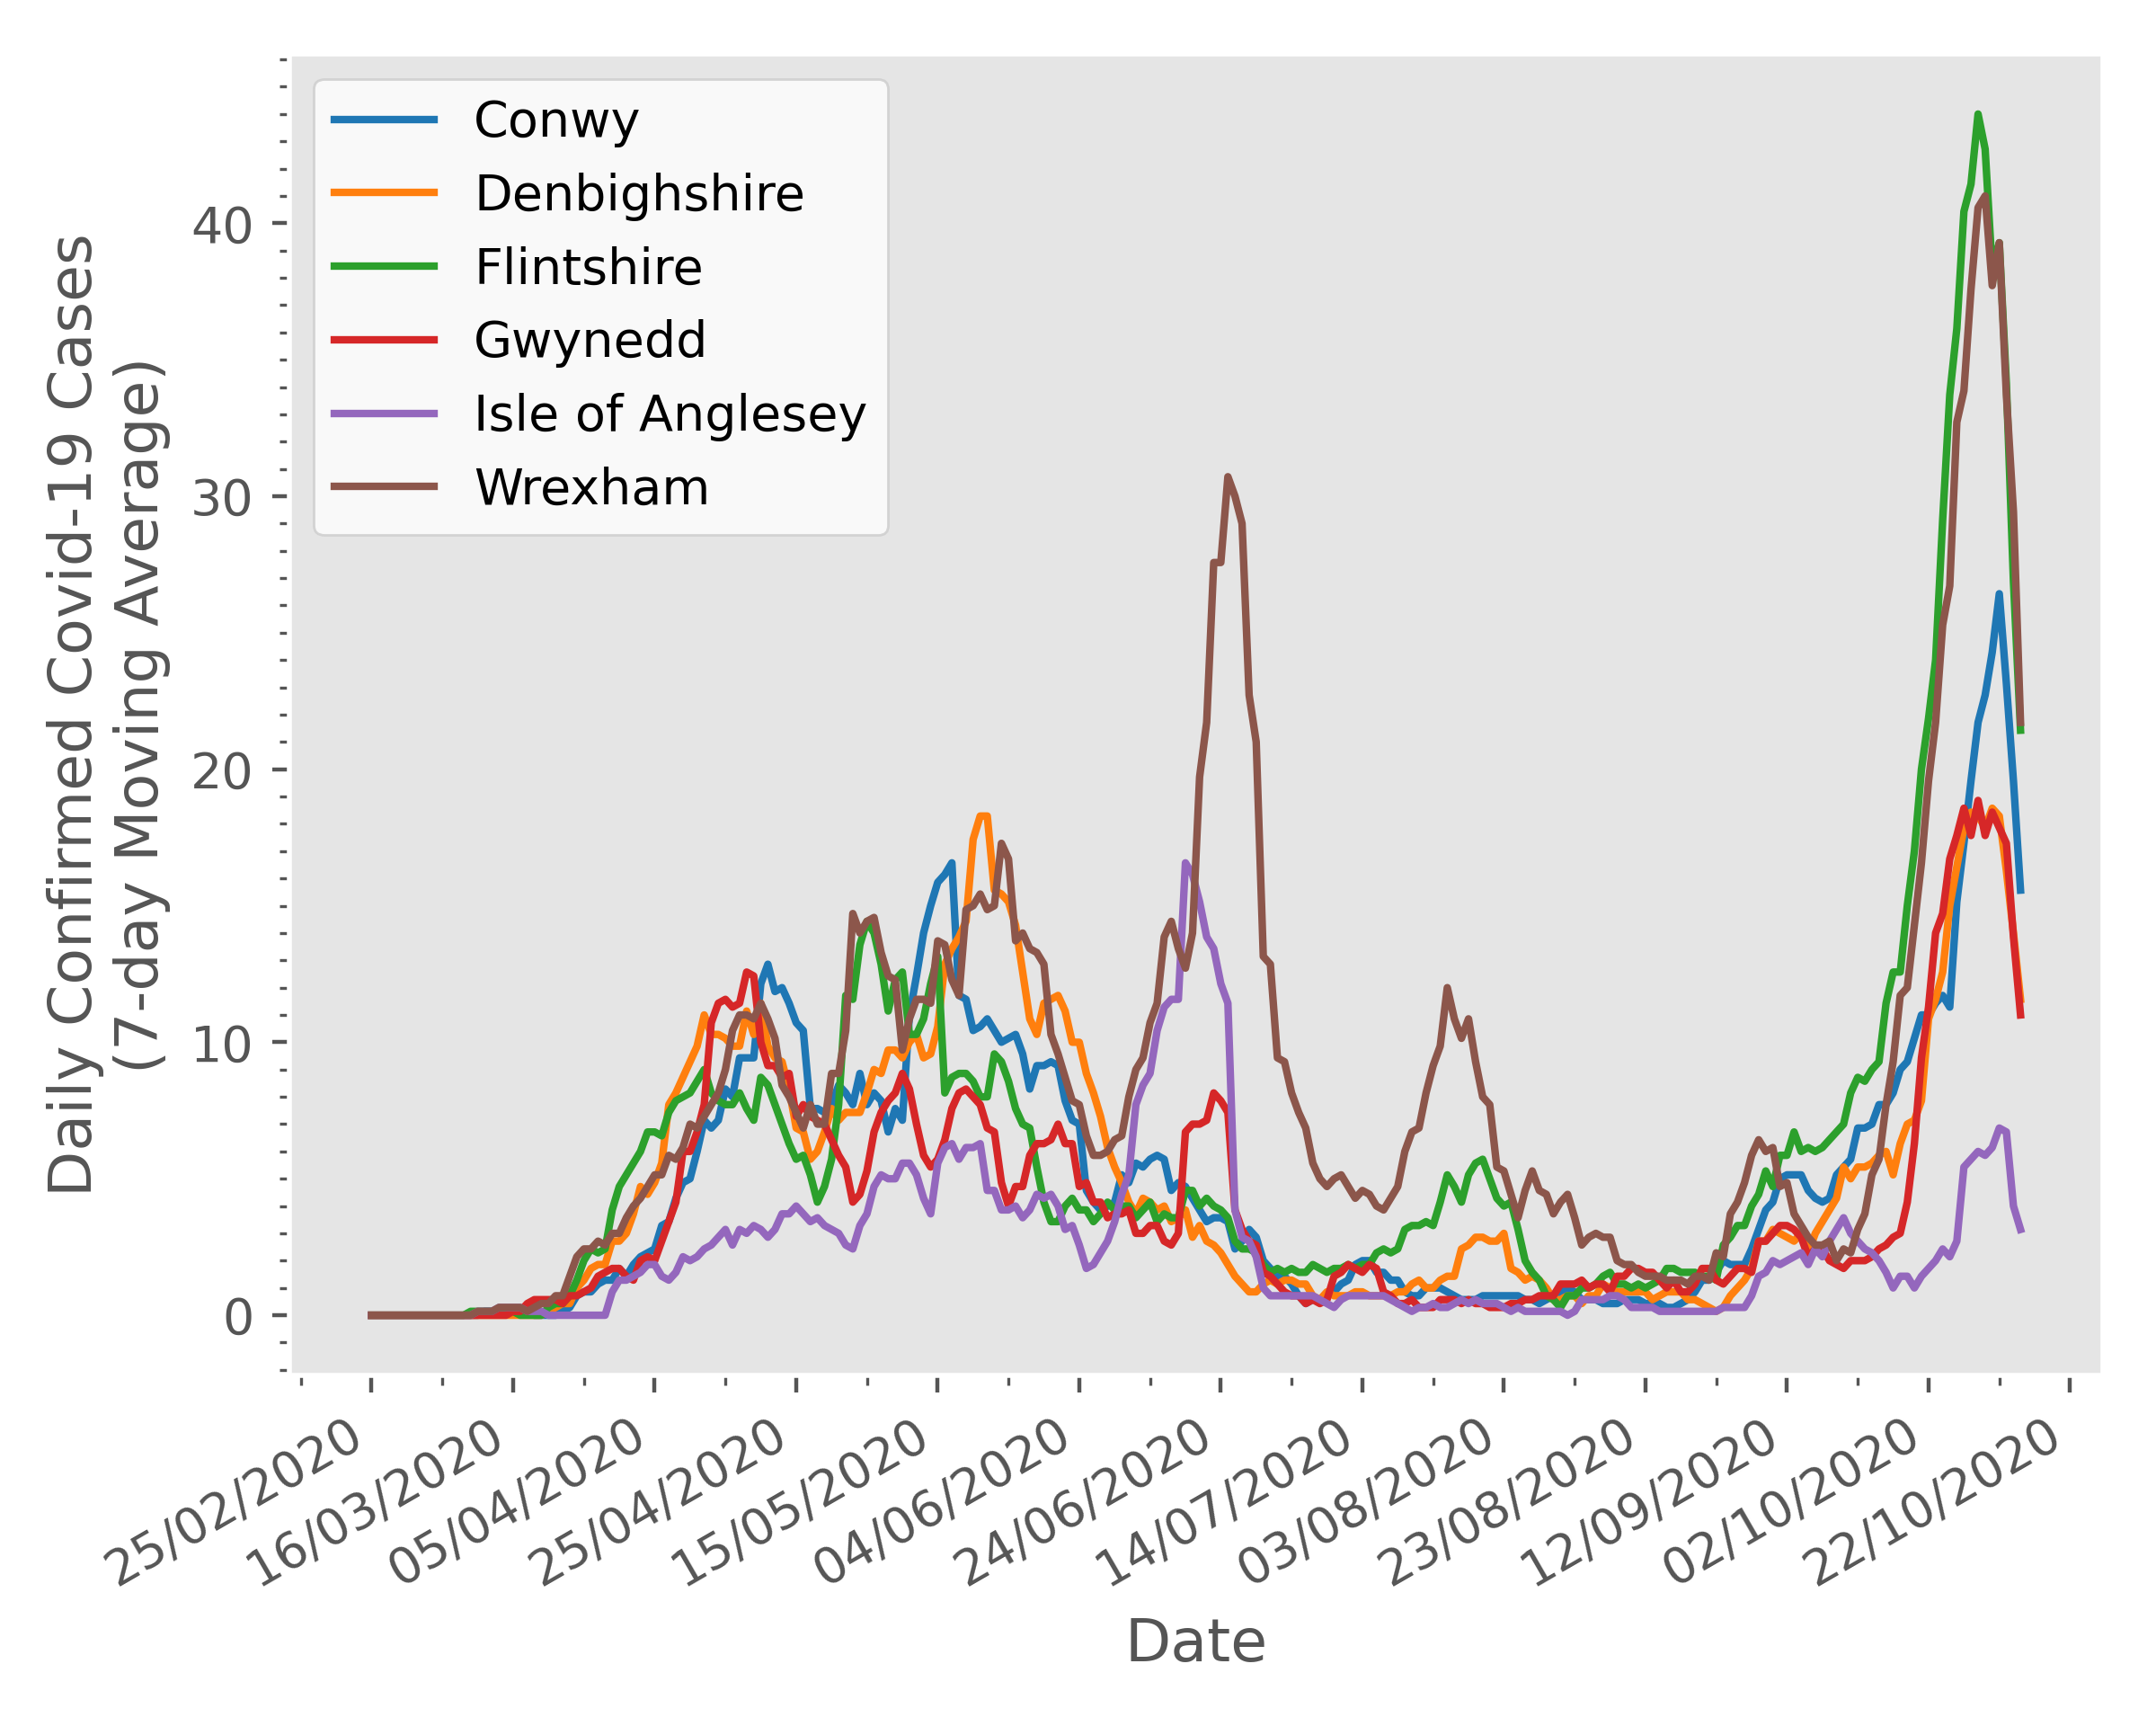 Conwy
Denbighshire
Flintshire
Gwynedd
Isle of Anglesey
Wrexham
Daily Confirmed Covid-19 Cases
(7-day Moving Average)
40
30
20
10
0
25/02/2020
16/03/2020
05/04/2020
25/04/2020
15/05/2020
04/06/2020
24/06/2020
14/07/2020
03/08/2020
23/08/2020
12/09/2020
02/10/2020
22/10/2020
Date